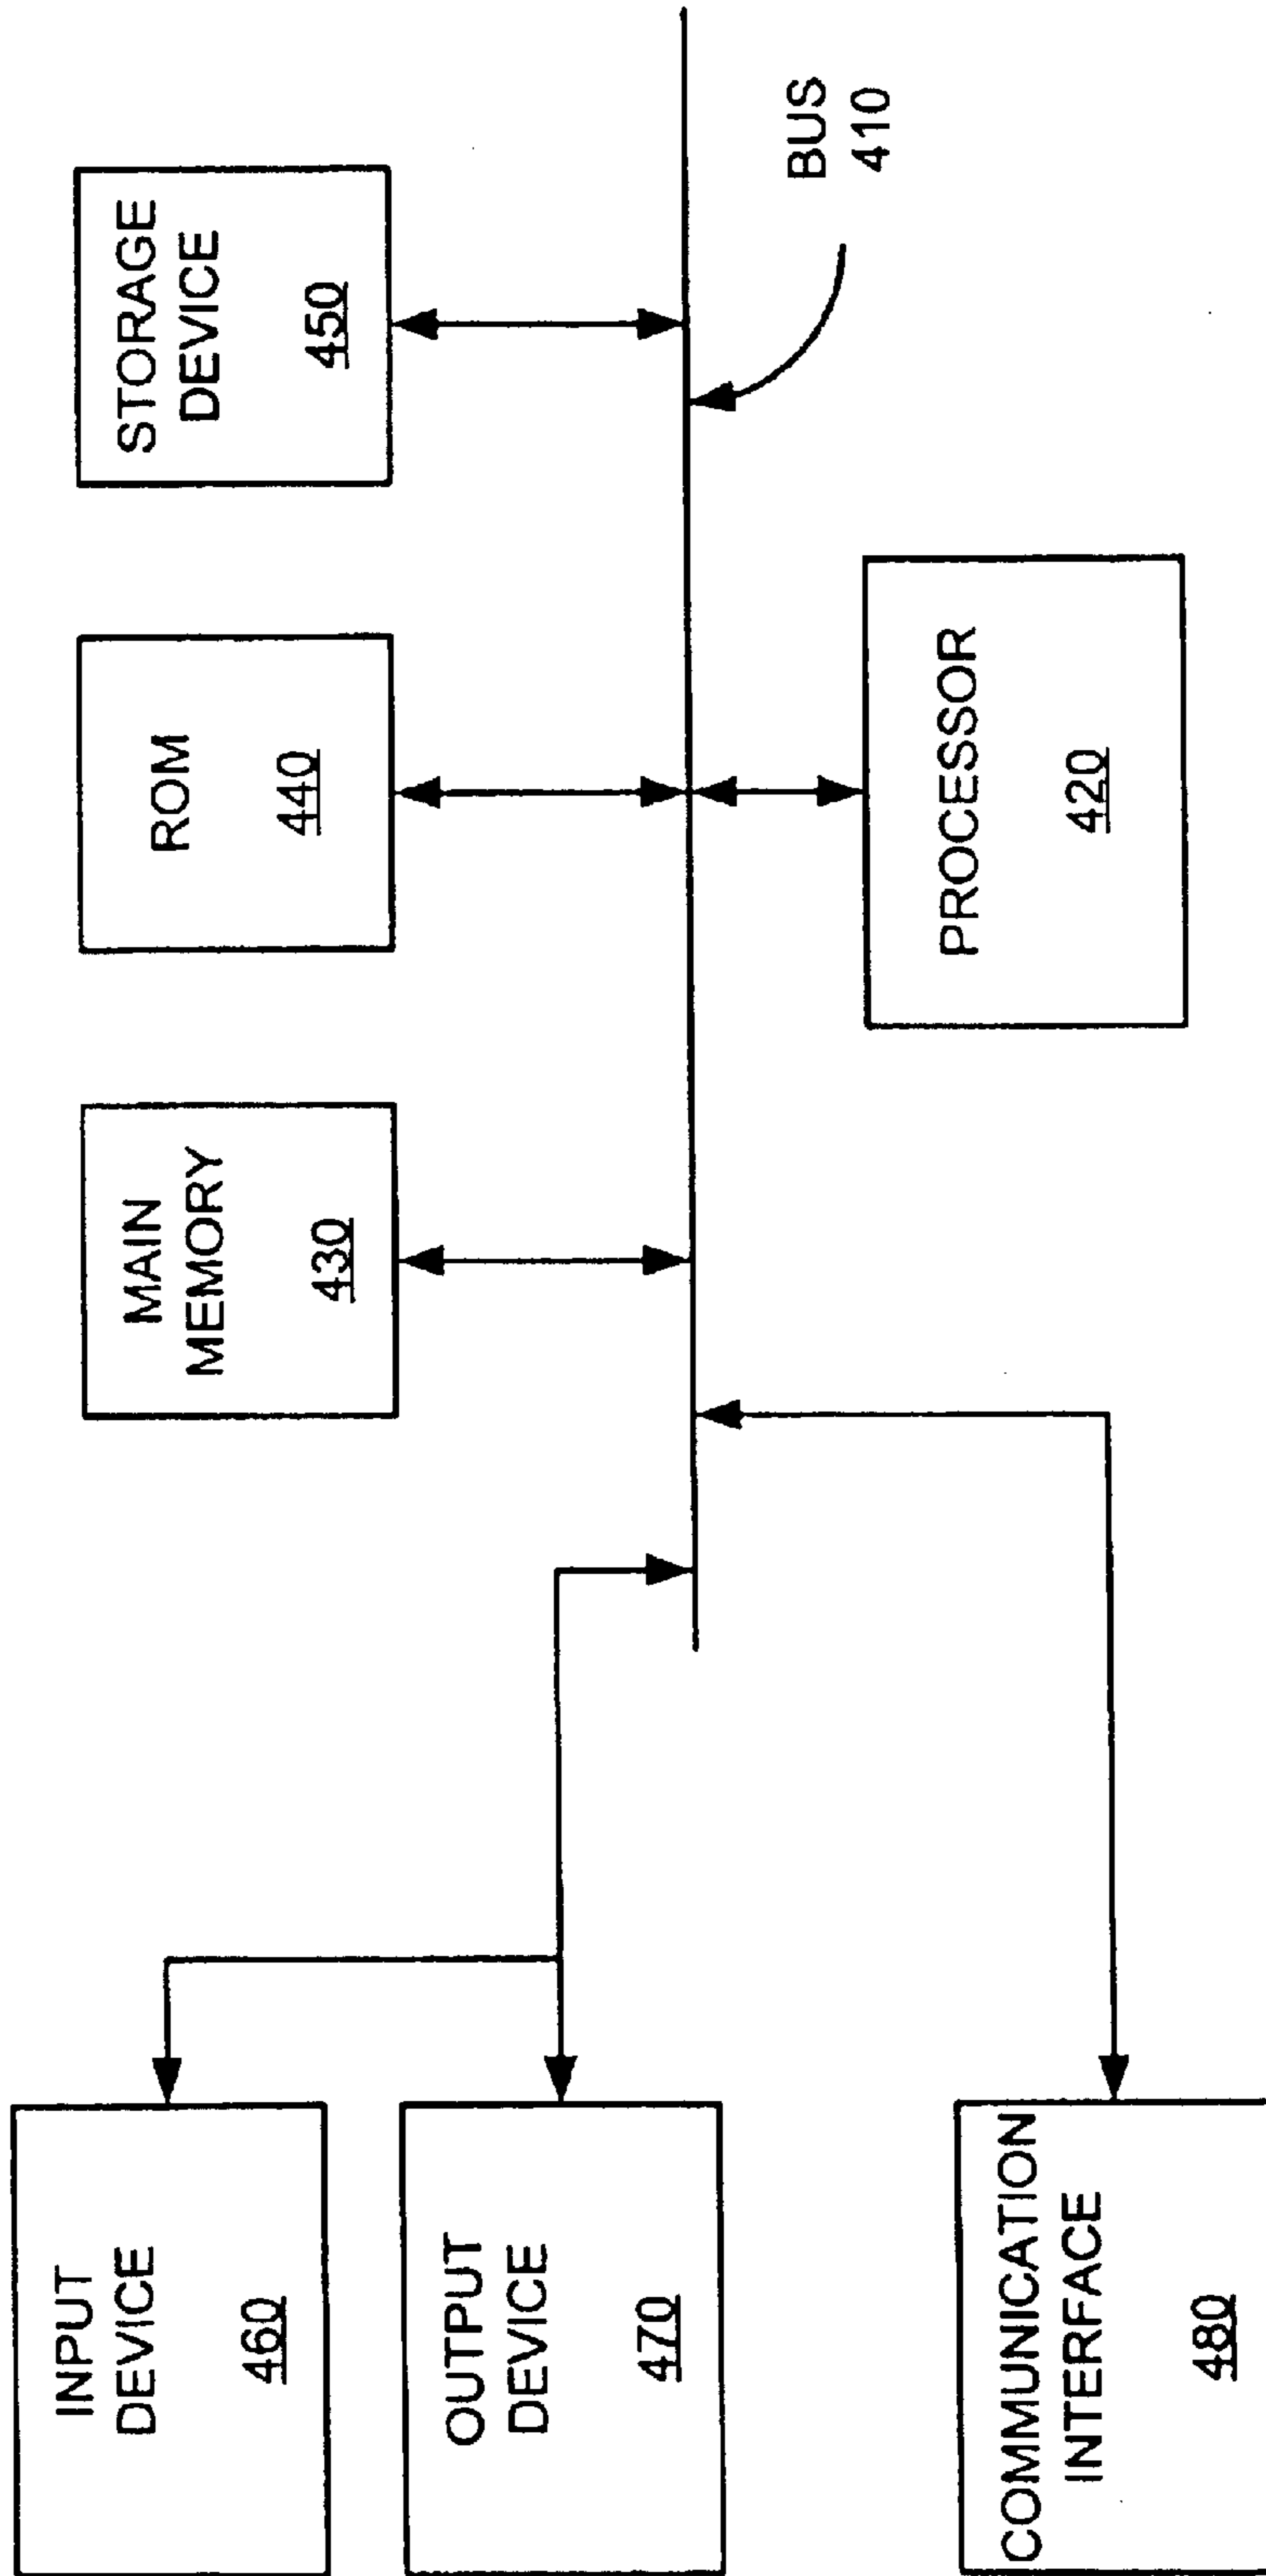 INPUT
DEVICE
460
OUTPUT
DEVICE
470
COMMUNICATION
INTERFACE
480
MAIN
MEMORY
430
ROM
440
STORAGE
DEVICE
450
PROCESSOR
420
BUS
410